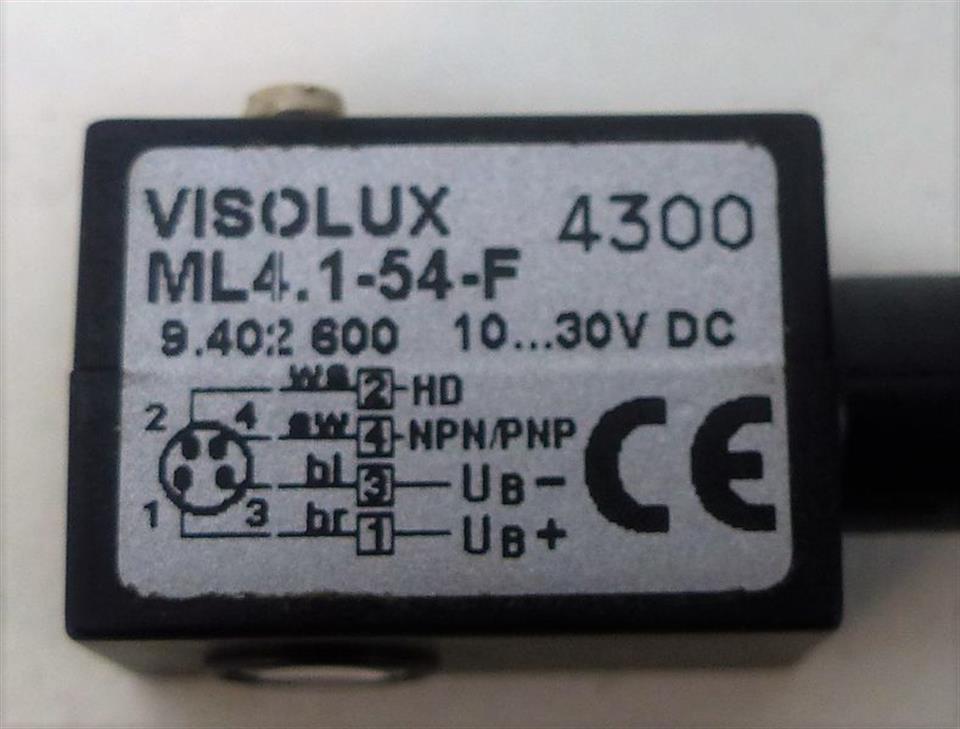 VISOLUX 4300
ML4.1-54-F
9.402 600 10...30V DC
ws 2 HD
2 4 sw 4 NPN/PNP
bl 3 UB-
1 3 br 1 UB+
CE